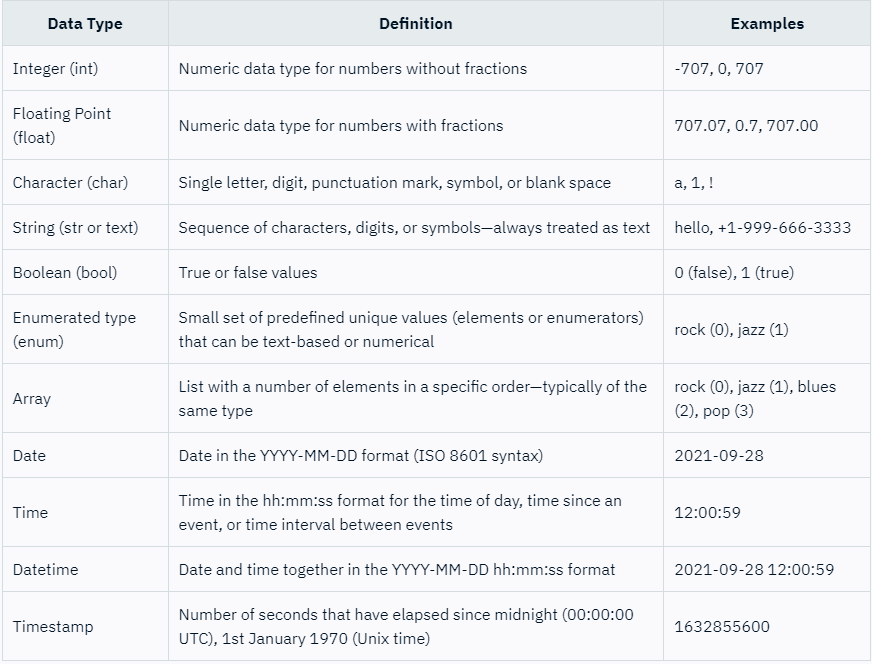 Data Type Definition Examples
Integer (int) Numeric data type for numbers without fractions -707, 0, 707
Floating Point
(float)
Numeric data type for numbers with fractions 707.07, 0.7, 707.00
Character (char) Single letter, digit, punctuation mark, symbol, or blank space a, 1, !
String (str or text) Sequence of characters, digits, or symbols—always treated as text hello, +1-999-666-3333
Boolean (bool) True or false values 0 (false), 1 (true)
Enumerated type
(enum)
Small set of predefined unique values (elements or enumerators)
that can be text-based or numerical
rock (0), jazz (1)
Array
List with a number of elements in a specific order—typically of the
same type
rock (0), jazz (1), blues
(2), pop (3)
Date Date in the YYYY-MM-DD format (ISO 8601 syntax) 2021-09-28
Time
Time in the hh:mm:ss format for the time of day, time since an
event, or time interval between events
12:00:59
Datetime Date and time together in the YYYY-MM-DD hh:mm:ss format 2021-09-28 12:00:59
Timestamp
Number of seconds that have elapsed since midnight (00:00:00
UTC), 1st January 1970 (Unix time)
1632855600